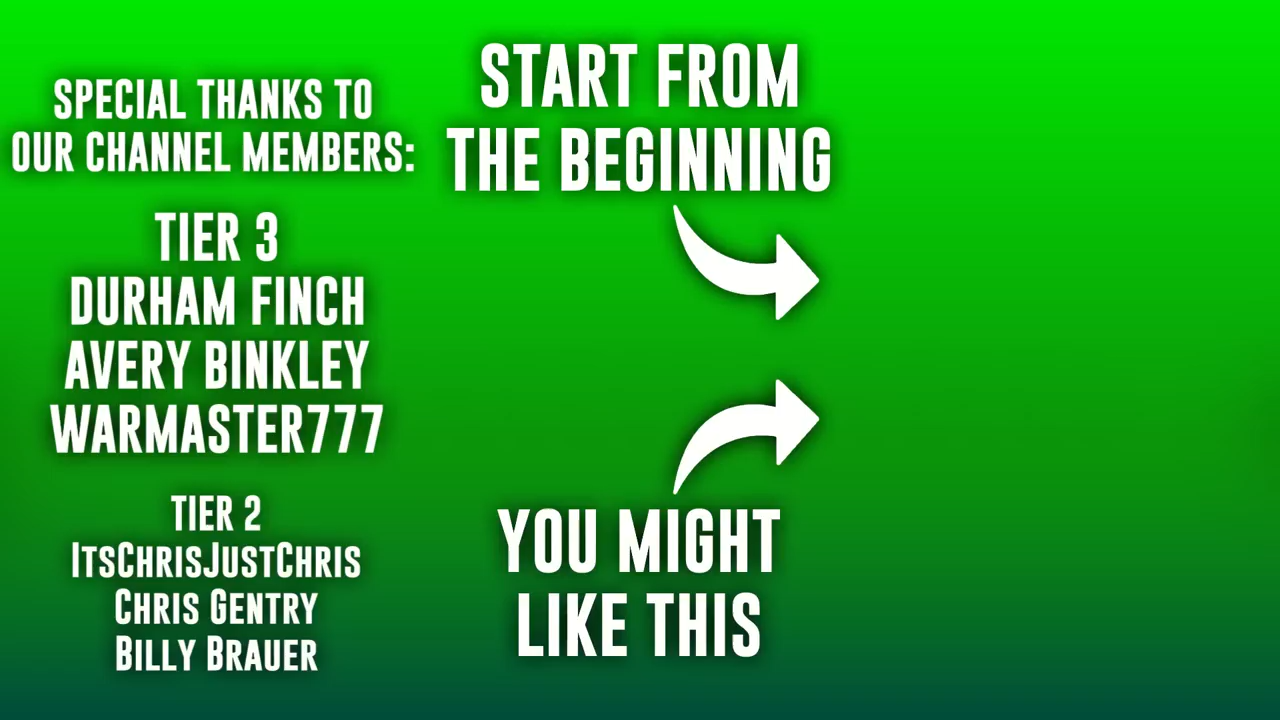 SPECIAL THANKS TO
OUR CHANNEL MEMBERS:
TIER 3
DURHAM FINCH
AVERY BINKLEY
WARMASTER777
TIER 2
ItsChrisJustChris
Chris Gentry
Billy Brauer
START FROM
THE BEGINNING
YOU MIGHT
LIKE THIS